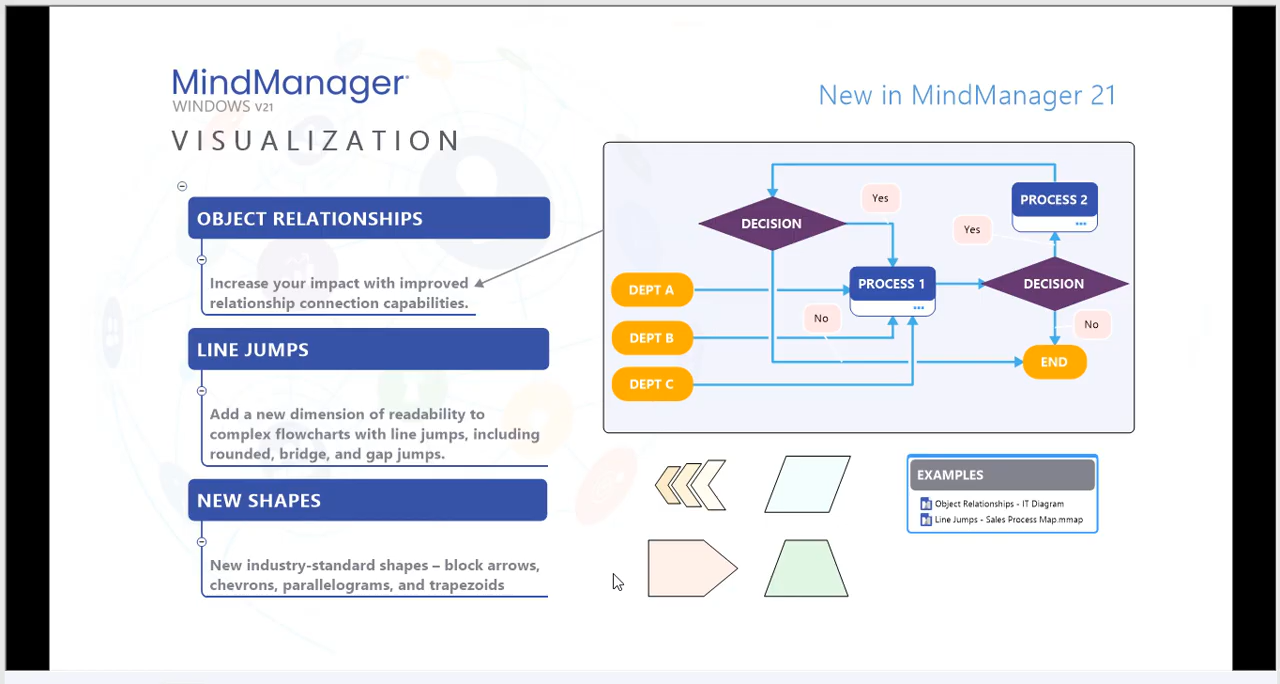 MindManager®
WINDOWS V21
VISUALIZATION
New in MindManager 21
OBJECT RELATIONSHIPS
Increase your impact with improved
relationship connection capabilities.
LINE JUMPS
Add a new dimension of readability to
complex flowcharts with line jumps, including
rounded, bridge, and gap jumps.
NEW SHAPES
New industry-standard shapes – block arrows,
chevrons, parallelograms, and trapezoids
DECISION
Yes
PROCESS 2
Yes
DEPT A
PROCESS 1
DECISION
No
No
DEPT B
END
DEPT C
EXAMPLES
Object Relationships - IT Diagram
Line Jumps - Sales Process Map.mmap